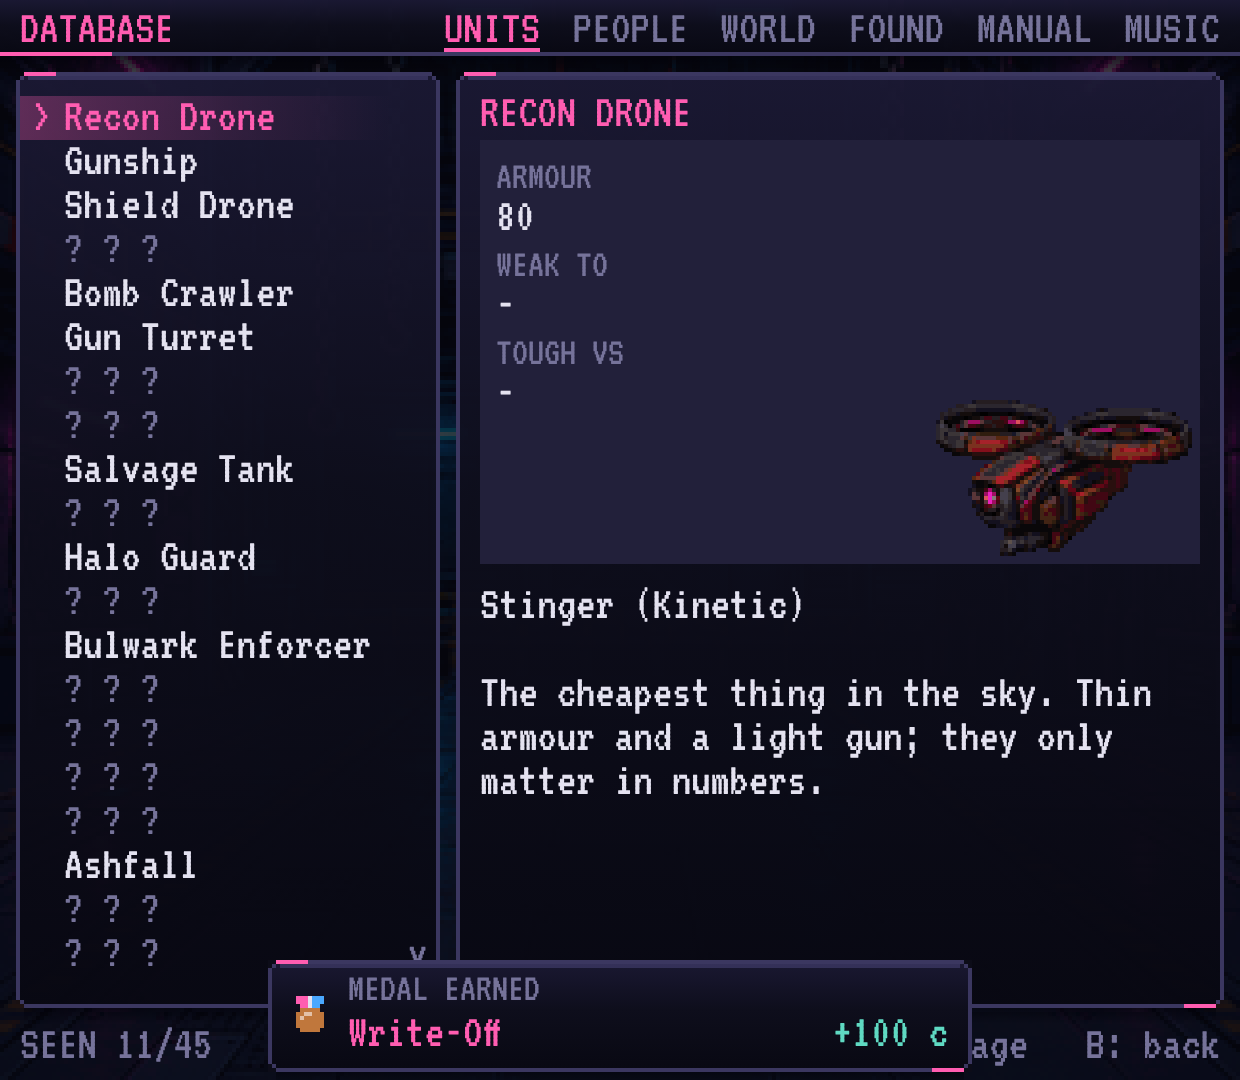 DATABASE
UNITS PEOPLE WORLD FOUND MANUAL MUSIC
> Recon Drone
Gunship
Shield Drone
? ? ?
Bomb Crawler
Gun Turret
? ? ?
? ? ?
Salvage Tank
? ? ?
Halo Guard
? ? ?
Bulwark Enforcer
? ? ?
? ? ?
? ? ?
? ? ?
Ashfall
? ? ?
? ? ?
RECON DRONE
ARMOUR
80
WEAK TO
-
TOUGH VS
-
Stinger (Kinetic)
The cheapest thing in the sky. Thin
armour and a light gun; they only
matter in numbers.
MEDAL EARNED
Write-Off +100 c
SEEN 11/45
B: back